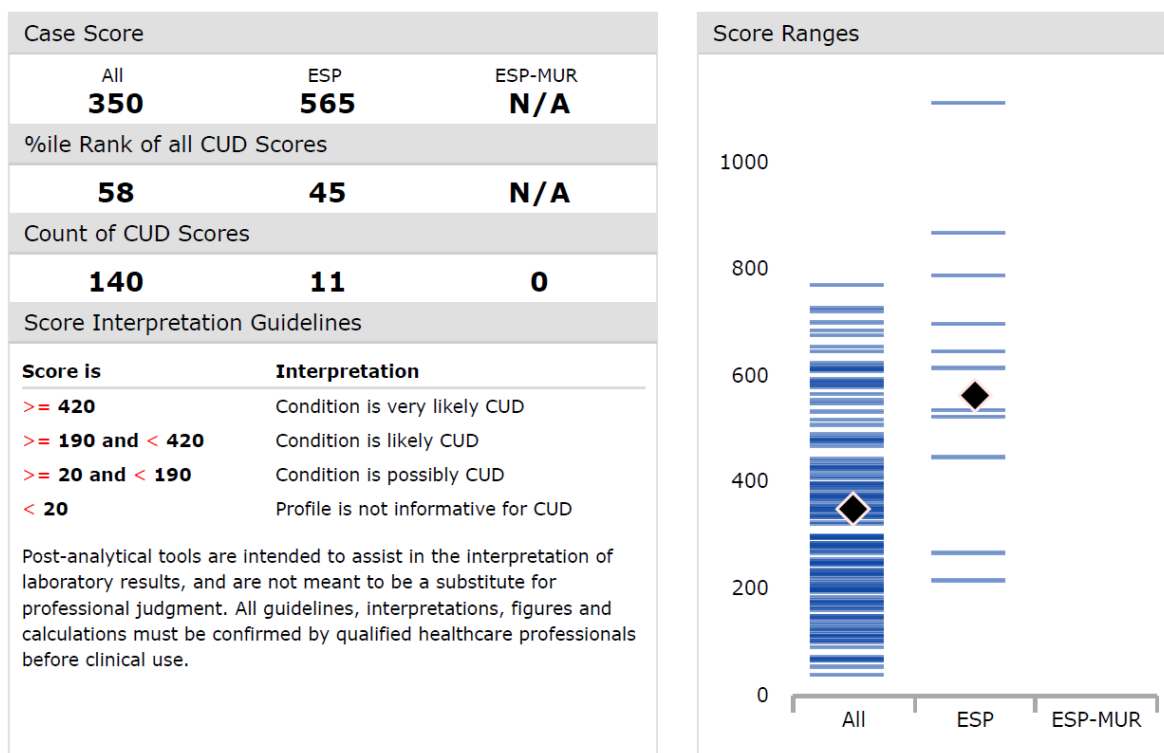 Case Score
All ESP ESP-MUR
350 565 N/A
%ile Rank of all CUD Scores
58 45 N/A
Count of CUD Scores
140 11 0
Score Interpretation Guidelines
Score is Interpretation
>= 420 Condition is very likely CUD
>= 190 and < 420 Condition is likely CUD
>= 20 and < 190 Condition is possibly CUD
< 20 Profile is not informative for CUD
Post-analytical tools are intended to assist in the interpretation of
laboratory results, and are not meant to be a substitute for
professional judgment. All guidelines, interpretations, figures and
calculations must be confirmed by qualified healthcare professionals
before clinical use.
Score Ranges
1000
800
600
400
200
0
All ESP ESP-MUR